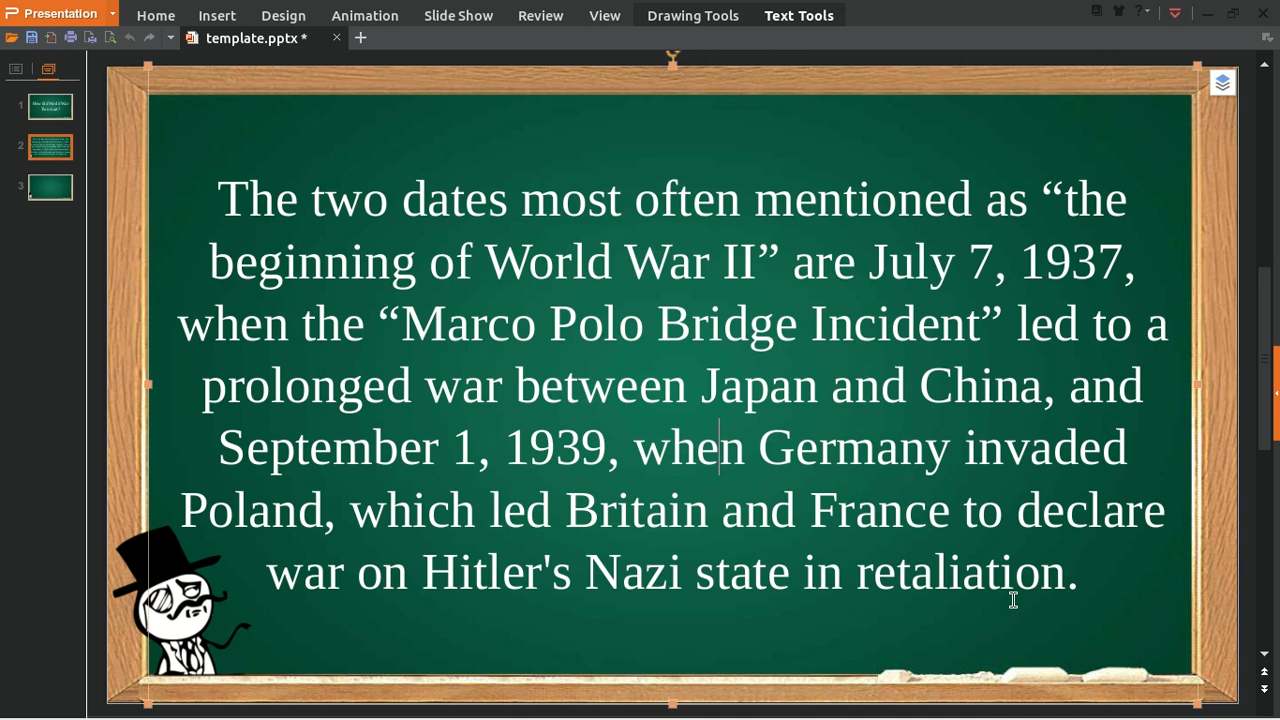 Presentation
Home Insert Design Animation Slide Show Review View Drawing Tools Text Tools
template.pptx *
1
2
3
The two dates most often mentioned as “the
beginning of World War II” are July 7, 1937,
when the “Marco Polo Bridge Incident” led to a
prolonged war between Japan and China, and
September 1, 1939, when Germany invaded
Poland, which led Britain and France to declare
war on Hitler's Nazi state in retaliation.